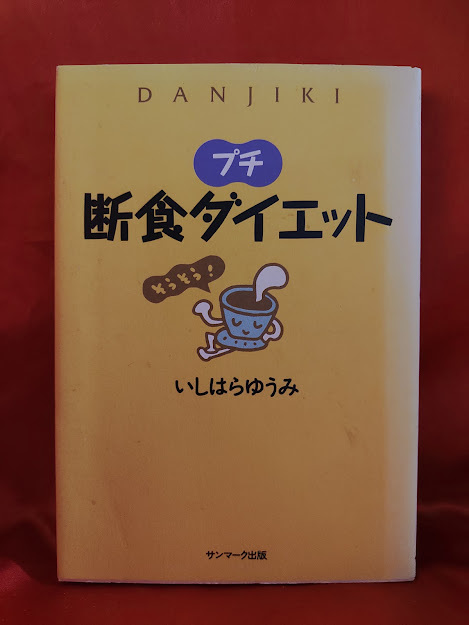 DANJIKI
プチ
断食ダイエット
そうそう!
いしはらゆうみ
サンマーク出版